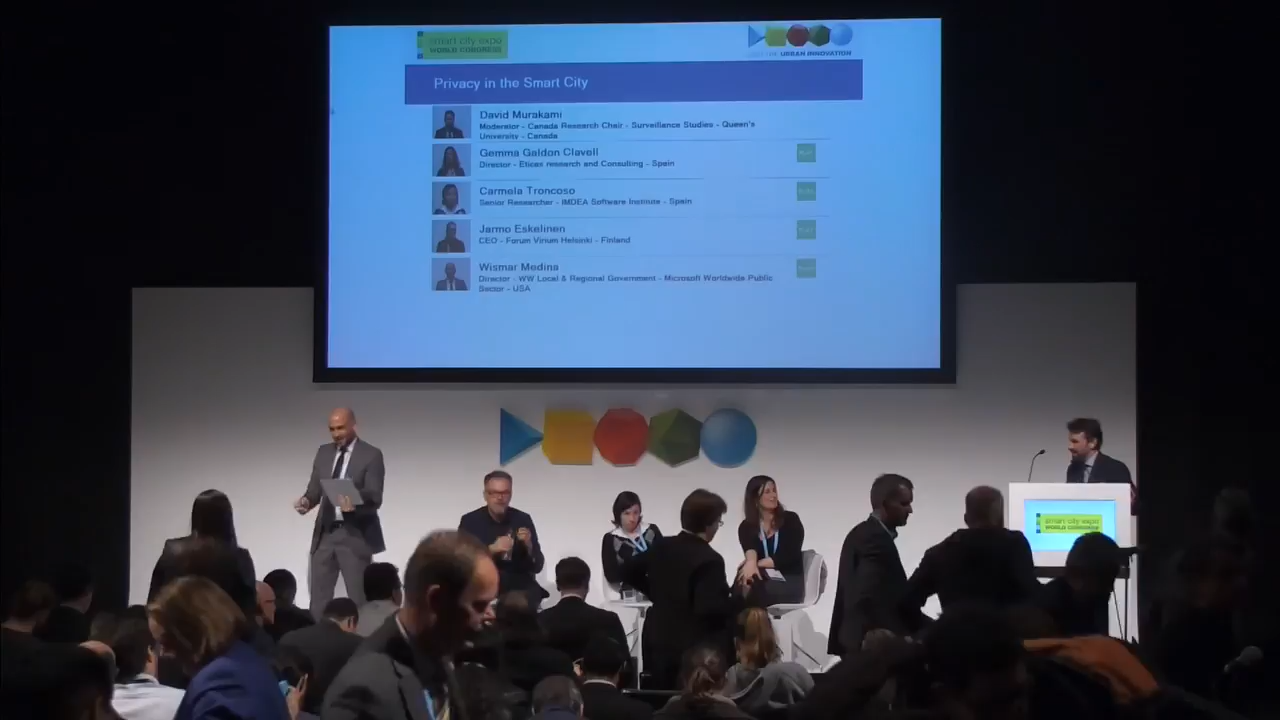 smart city expo
WORLD CONGRESS
URBAN INNOVATION
Privacy in the Smart City
David Murakami
Moderator - Canada Research Chair - Surveillance Studies - Queen's
University - Canada
Gemma Galdon Clavell
Director - Eticas research and Consulting - Spain
Carmela Troncoso
Senior Researcher - IMDEA Software Institute - Spain
Jarmo Eskelinen
CEO - Forum Virium Helsinki - Finland
Wismar Medina
Director - WW Local & Regional Government - Microsoft Worldwide Public
Sector - USA
smart city expo
WORLD CONGRESS